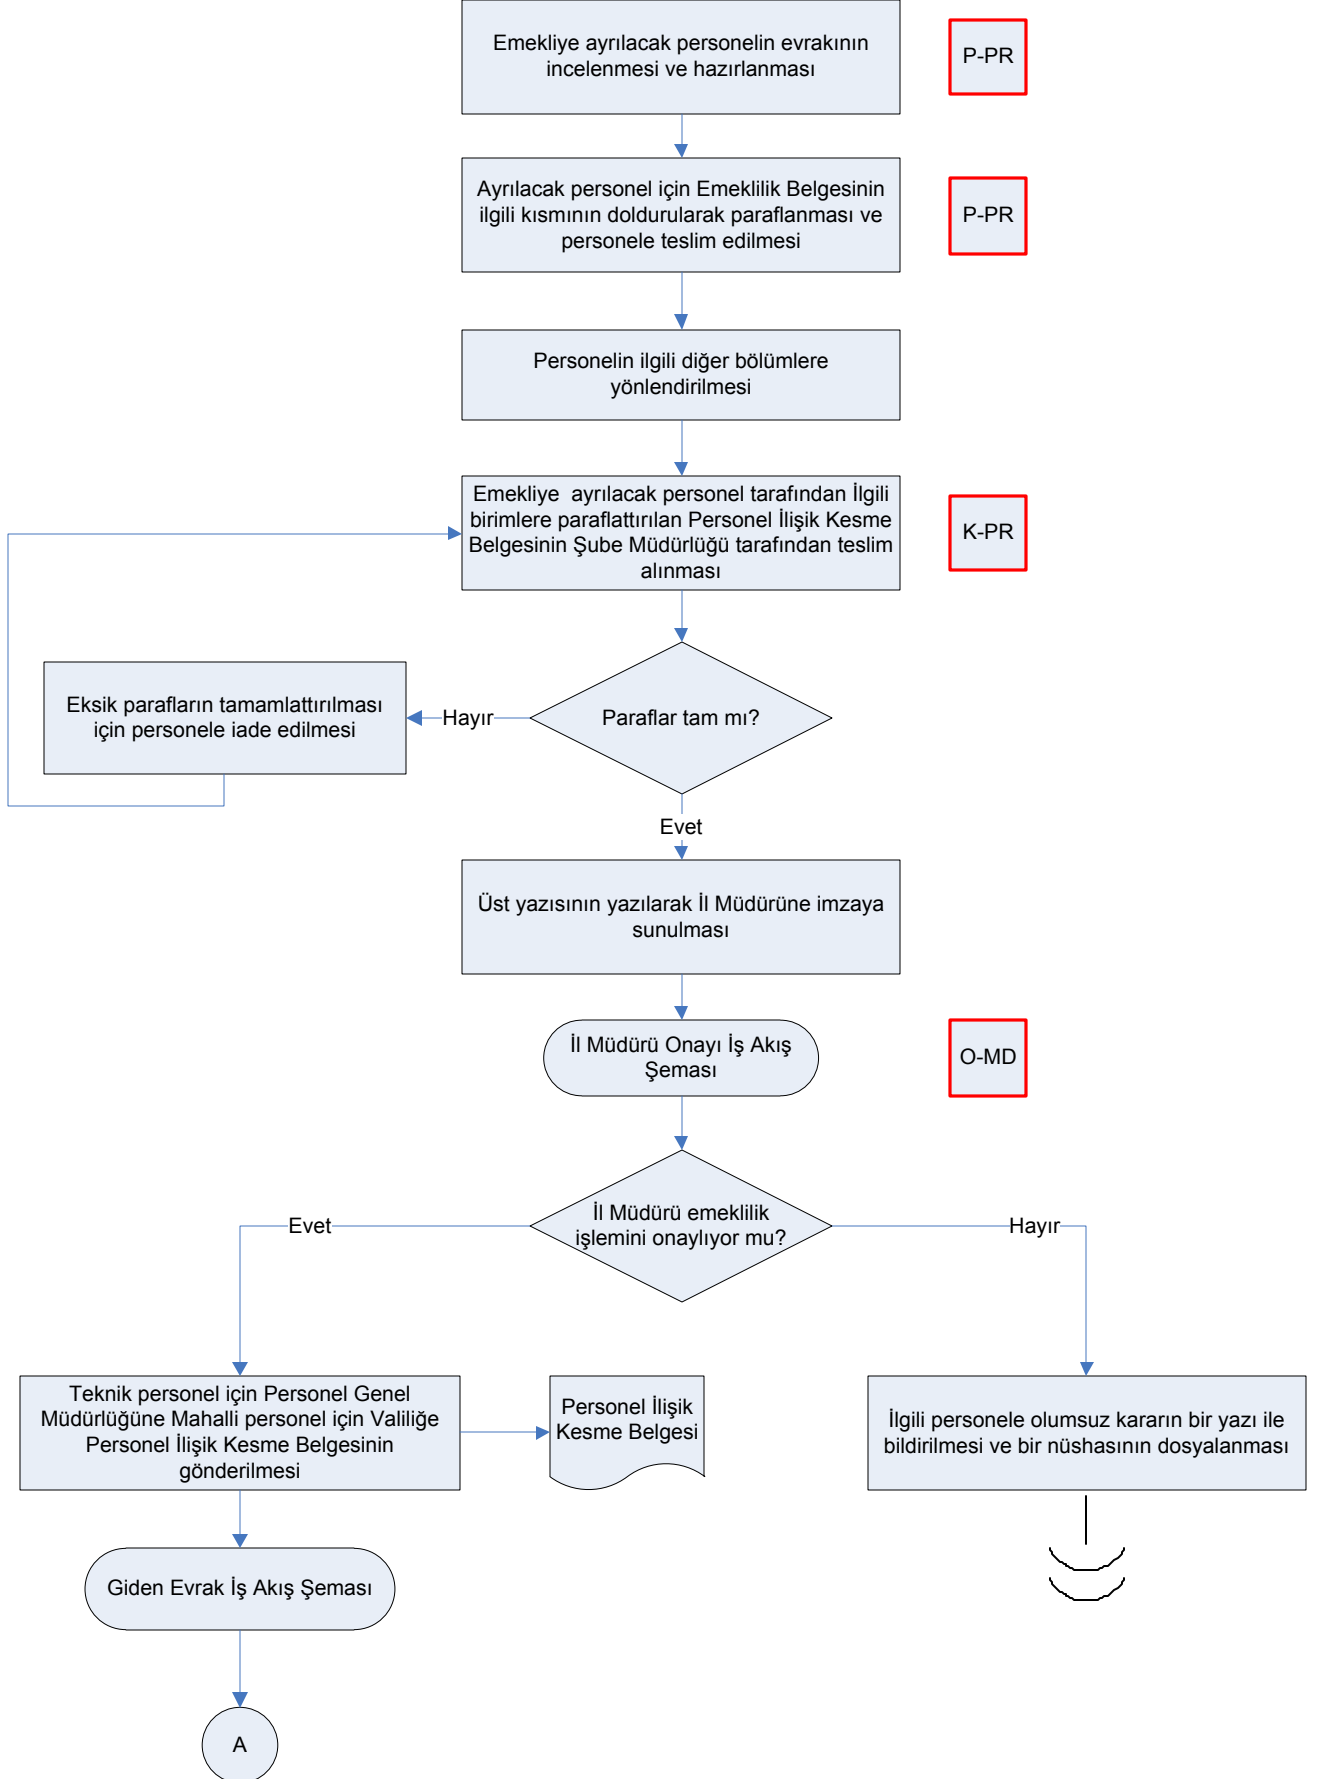 Emekliye ayrılacak personelin evrakının
incelenmesi ve hazırlanması
P-PR
Ayrılacak personel için Emeklilik Belgesinin
ilgili kısmının doldurularak paraflanması ve
personele teslim edilmesi
P-PR
Personelin ilgili diğer bölümlere
yönlendirilmesi
Emekliye  ayrılacak personel tarafından İlgili
birimlere paraflattırılan Personel İlişik Kesme
Belgesinin Şube Müdürlüğü tarafından teslim
alınması
K-PR
Eksik parafların tamamlattırılması
için personele iade edilmesi
Hayır
Paraflar tam mı?
Evet
Üst yazısının yazılarak İl Müdürüne imzaya
sunulması
İl Müdürü Onayı İş Akış
Şeması
O-MD
Evet
İl Müdürü emeklilik
işlemini onaylıyor mu?
Hayır
Teknik personel için Personel Genel
Müdürlüğüne Mahalli personel için Valiliğe
Personel İlişik Kesme Belgesinin
gönderilmesi
Personel İlişik
Kesme Belgesi
İlgili personele olumsuz kararın bir yazı ile
bildirilmesi ve bir nüshasının dosyalanması
Giden Evrak İş Akış Şeması
A